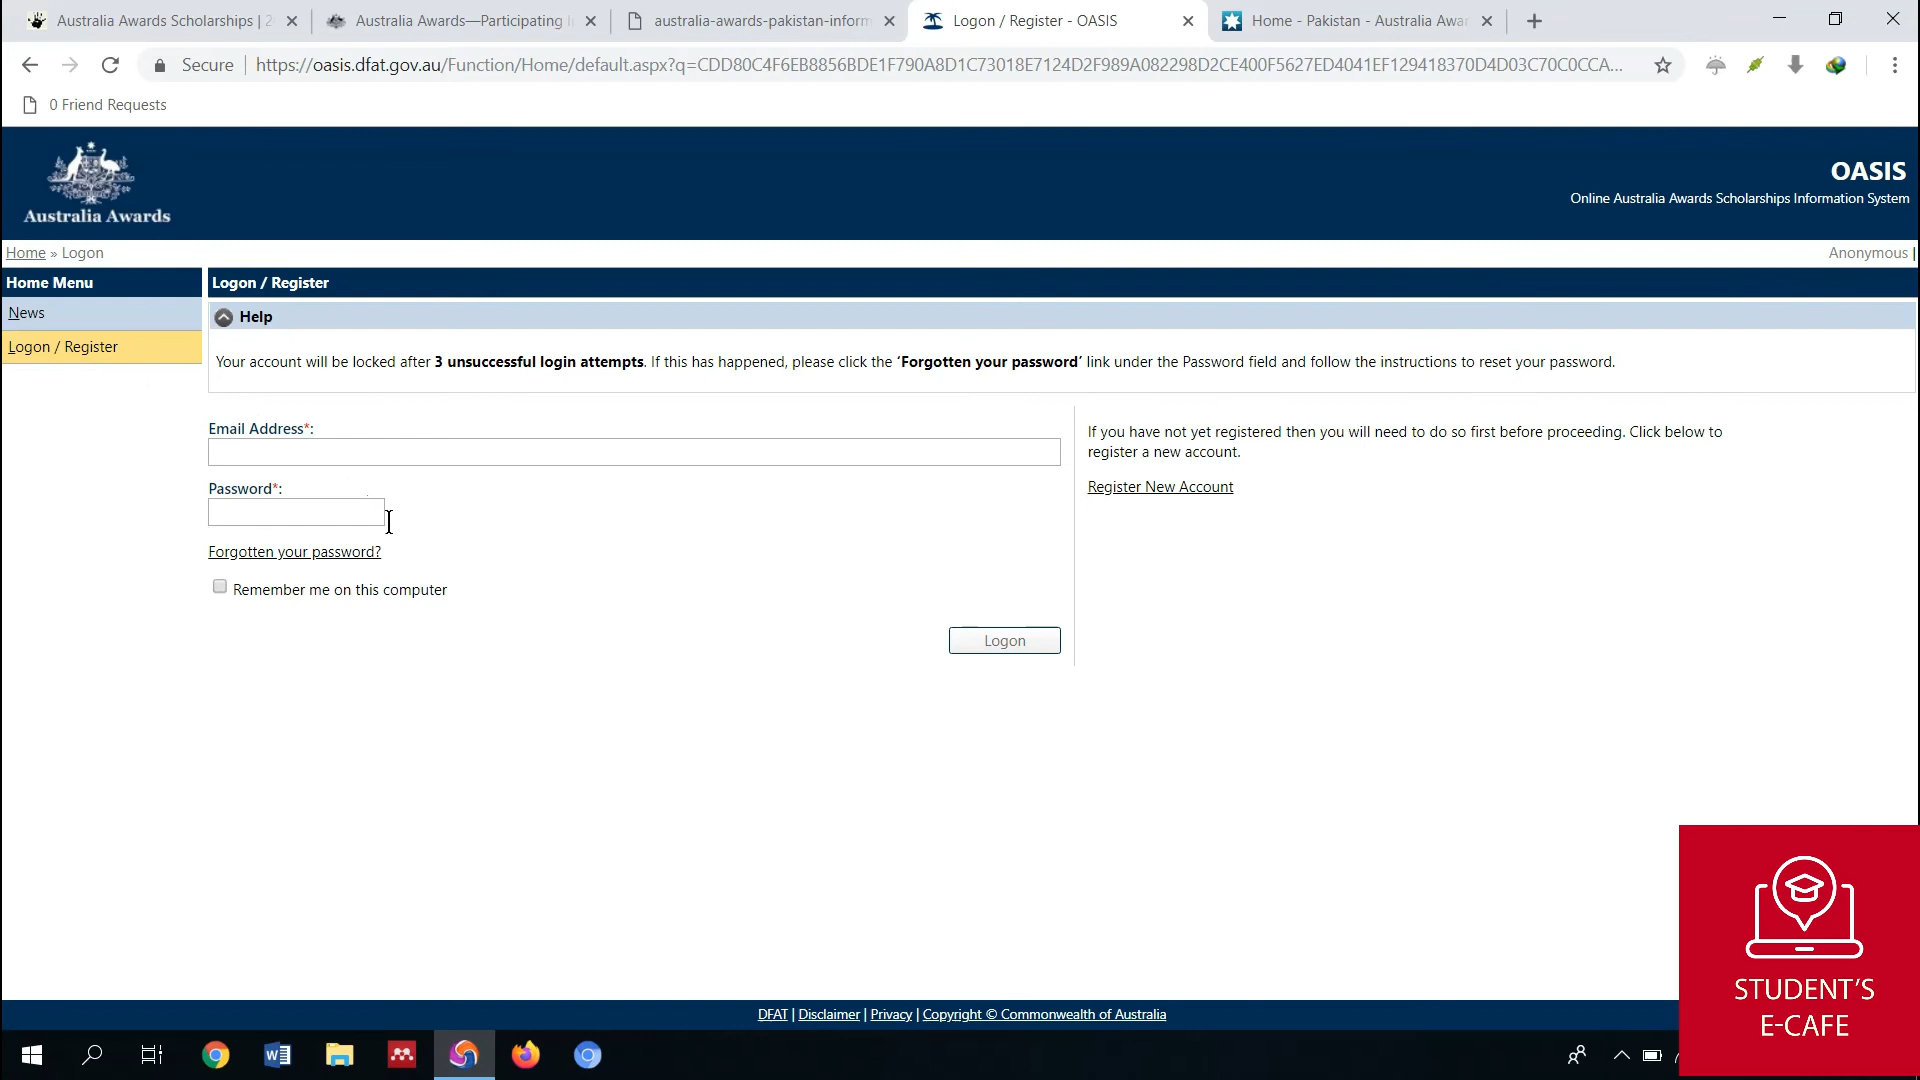 Australia Awards Scholarships | 2
Australia Awards—Participating I
australia-awards-pakistan-inform
Logon / Register - OASIS
Home - Pakistan - Australia Awar
Secure
https://oasis.dfat.gov.au/Function/Home/default.aspx?q=CDD80C4F6EB8856BDE1F790A8D1C73018E7124D2F989A082298D2CE400F5627ED4041EF129418370D4D03C70C0CCA...
0 Friend Requests
Australia Awards
OASIS
Online Australia Awards Scholarships Information System
Home » Logon
Anonymous |
Home Menu
News
Logon / Register
Logon / Register
Help
Your account will be locked after 3 unsuccessful login attempts. If this has happened, please click the ‘Forgotten your password’ link under the Password field and follow the instructions to reset your password.
Email Address*:
Password*:
Forgotten your password?
Remember me on this computer
Logon
If you have not yet registered then you will need to do so first before proceeding. Click below to
register a new account.
Register New Account
DFAT | Disclaimer | Privacy | Copyright © Commonwealth of Australia
STUDENT’S
E-CAFE